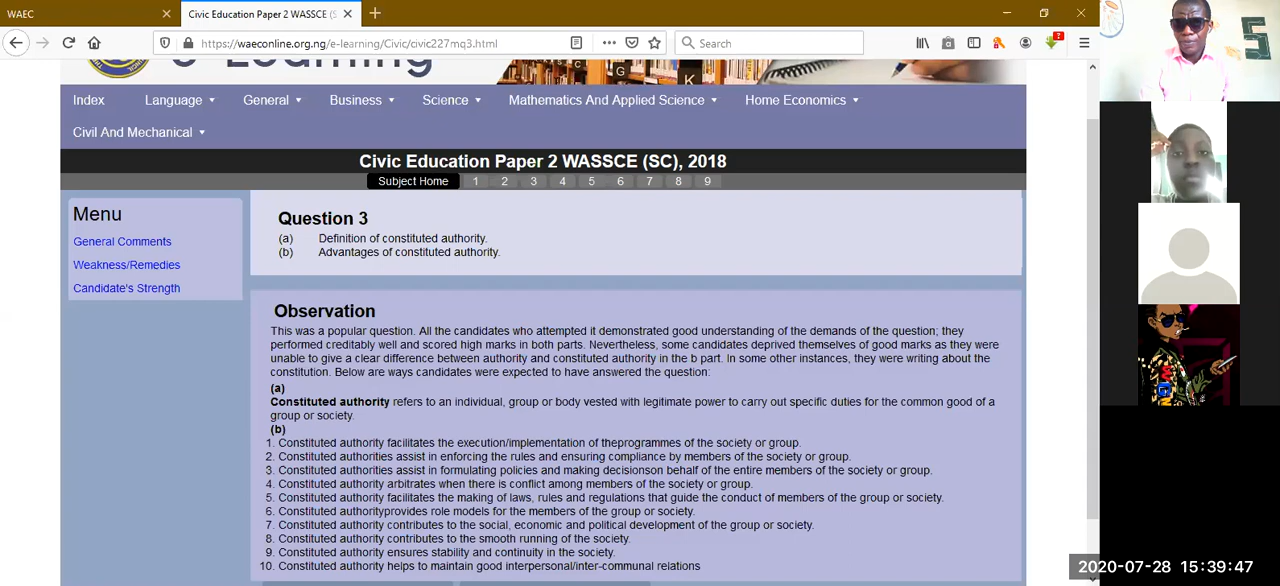 WAEC
Civic Education Paper 2 WASSCE (S
https://waeconline.org.ng/e-learning/Civic/civic227mq3.html
Search
e-Learning
Index
Language
General
Business
Science
Mathematics And Applied Science
Home Economics
Civil And Mechanical
Civic Education Paper 2 WASSCE (SC), 2018
Subject Home 1 2 3 4 5 6 7 8 9
Menu
General Comments
Weakness/Remedies
Candidate's Strength
Question 3
(a) Definition of constituted authority.
(b) Advantages of constituted authority.
Observation
This was a popular question. All the candidates who attempted it demonstrated good understanding of the demands of the question; they
performed creditably well and scored high marks in both parts. Nevertheless, some candidates deprived themselves of good marks as they were
unable to give a clear difference between authority and constituted authority in the b part. In some other instances, they were writing about the
constitution. Below are ways candidates were expected to have answered the question:
(a)
Constituted authority refers to an individual, group or body vested with legitimate power to carry out specific duties for the common good of a
group or society.
(b)
1. Constituted authority facilitates the execution/implementation of theprogrammes of the society or group.
2. Constituted authorities assist in enforcing the rules and ensuring compliance by members of the society or group.
3. Constituted authorities assist in formulating policies and making decisionson behalf of the entire members of the society or group.
4. Constituted authority arbitrates when there is conflict among members of the society or group.
5. Constituted authority facilitates the making of laws, rules and regulations that guide the conduct of members of the group or society.
6. Constituted authorityprovides role models for the members of the group or society.
7. Constituted authority contributes to the social, economic and political development of the group or society.
8. Constituted authority contributes to the smooth running of the society.
9. Constituted authority ensures stability and continuity in the society.
10. Constituted authority helps to maintain good interpersonal/inter-communal relations
2020-07-28 15:39:47